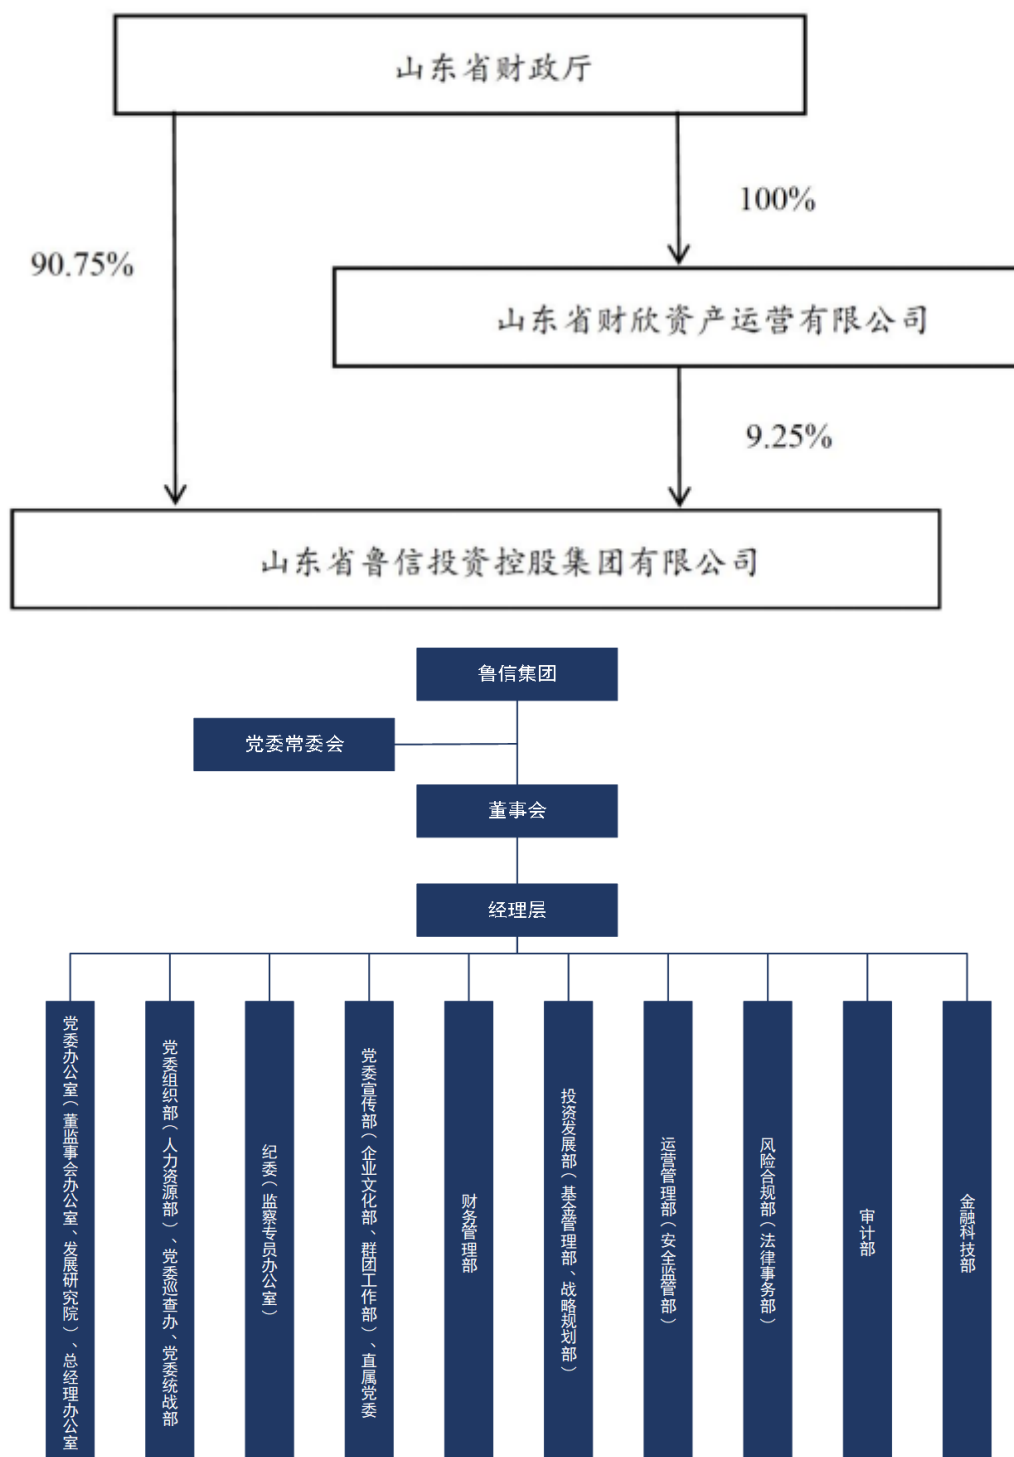 山东省财政厅
100%
90.75%
山东省财欣资产运营有限公司
9.25%
山东省鲁信投资控股集团有限公司
鲁信集团
党委常委会
董事会
经理层
党委办公室（董监事会办公室、发展研究院）、总经理办公室
党委组织部（人力资源部）、党委巡查办、党委统战部
纪委（监察专员办公室）
党委宣传部（企业文化部、群团工作部）、直属党委
财务管理部
投资发展部（基金管理部、战略规划部）
运营管理部（安全监管部）
风险合规部（法律事务部）
审计部
金融科技部